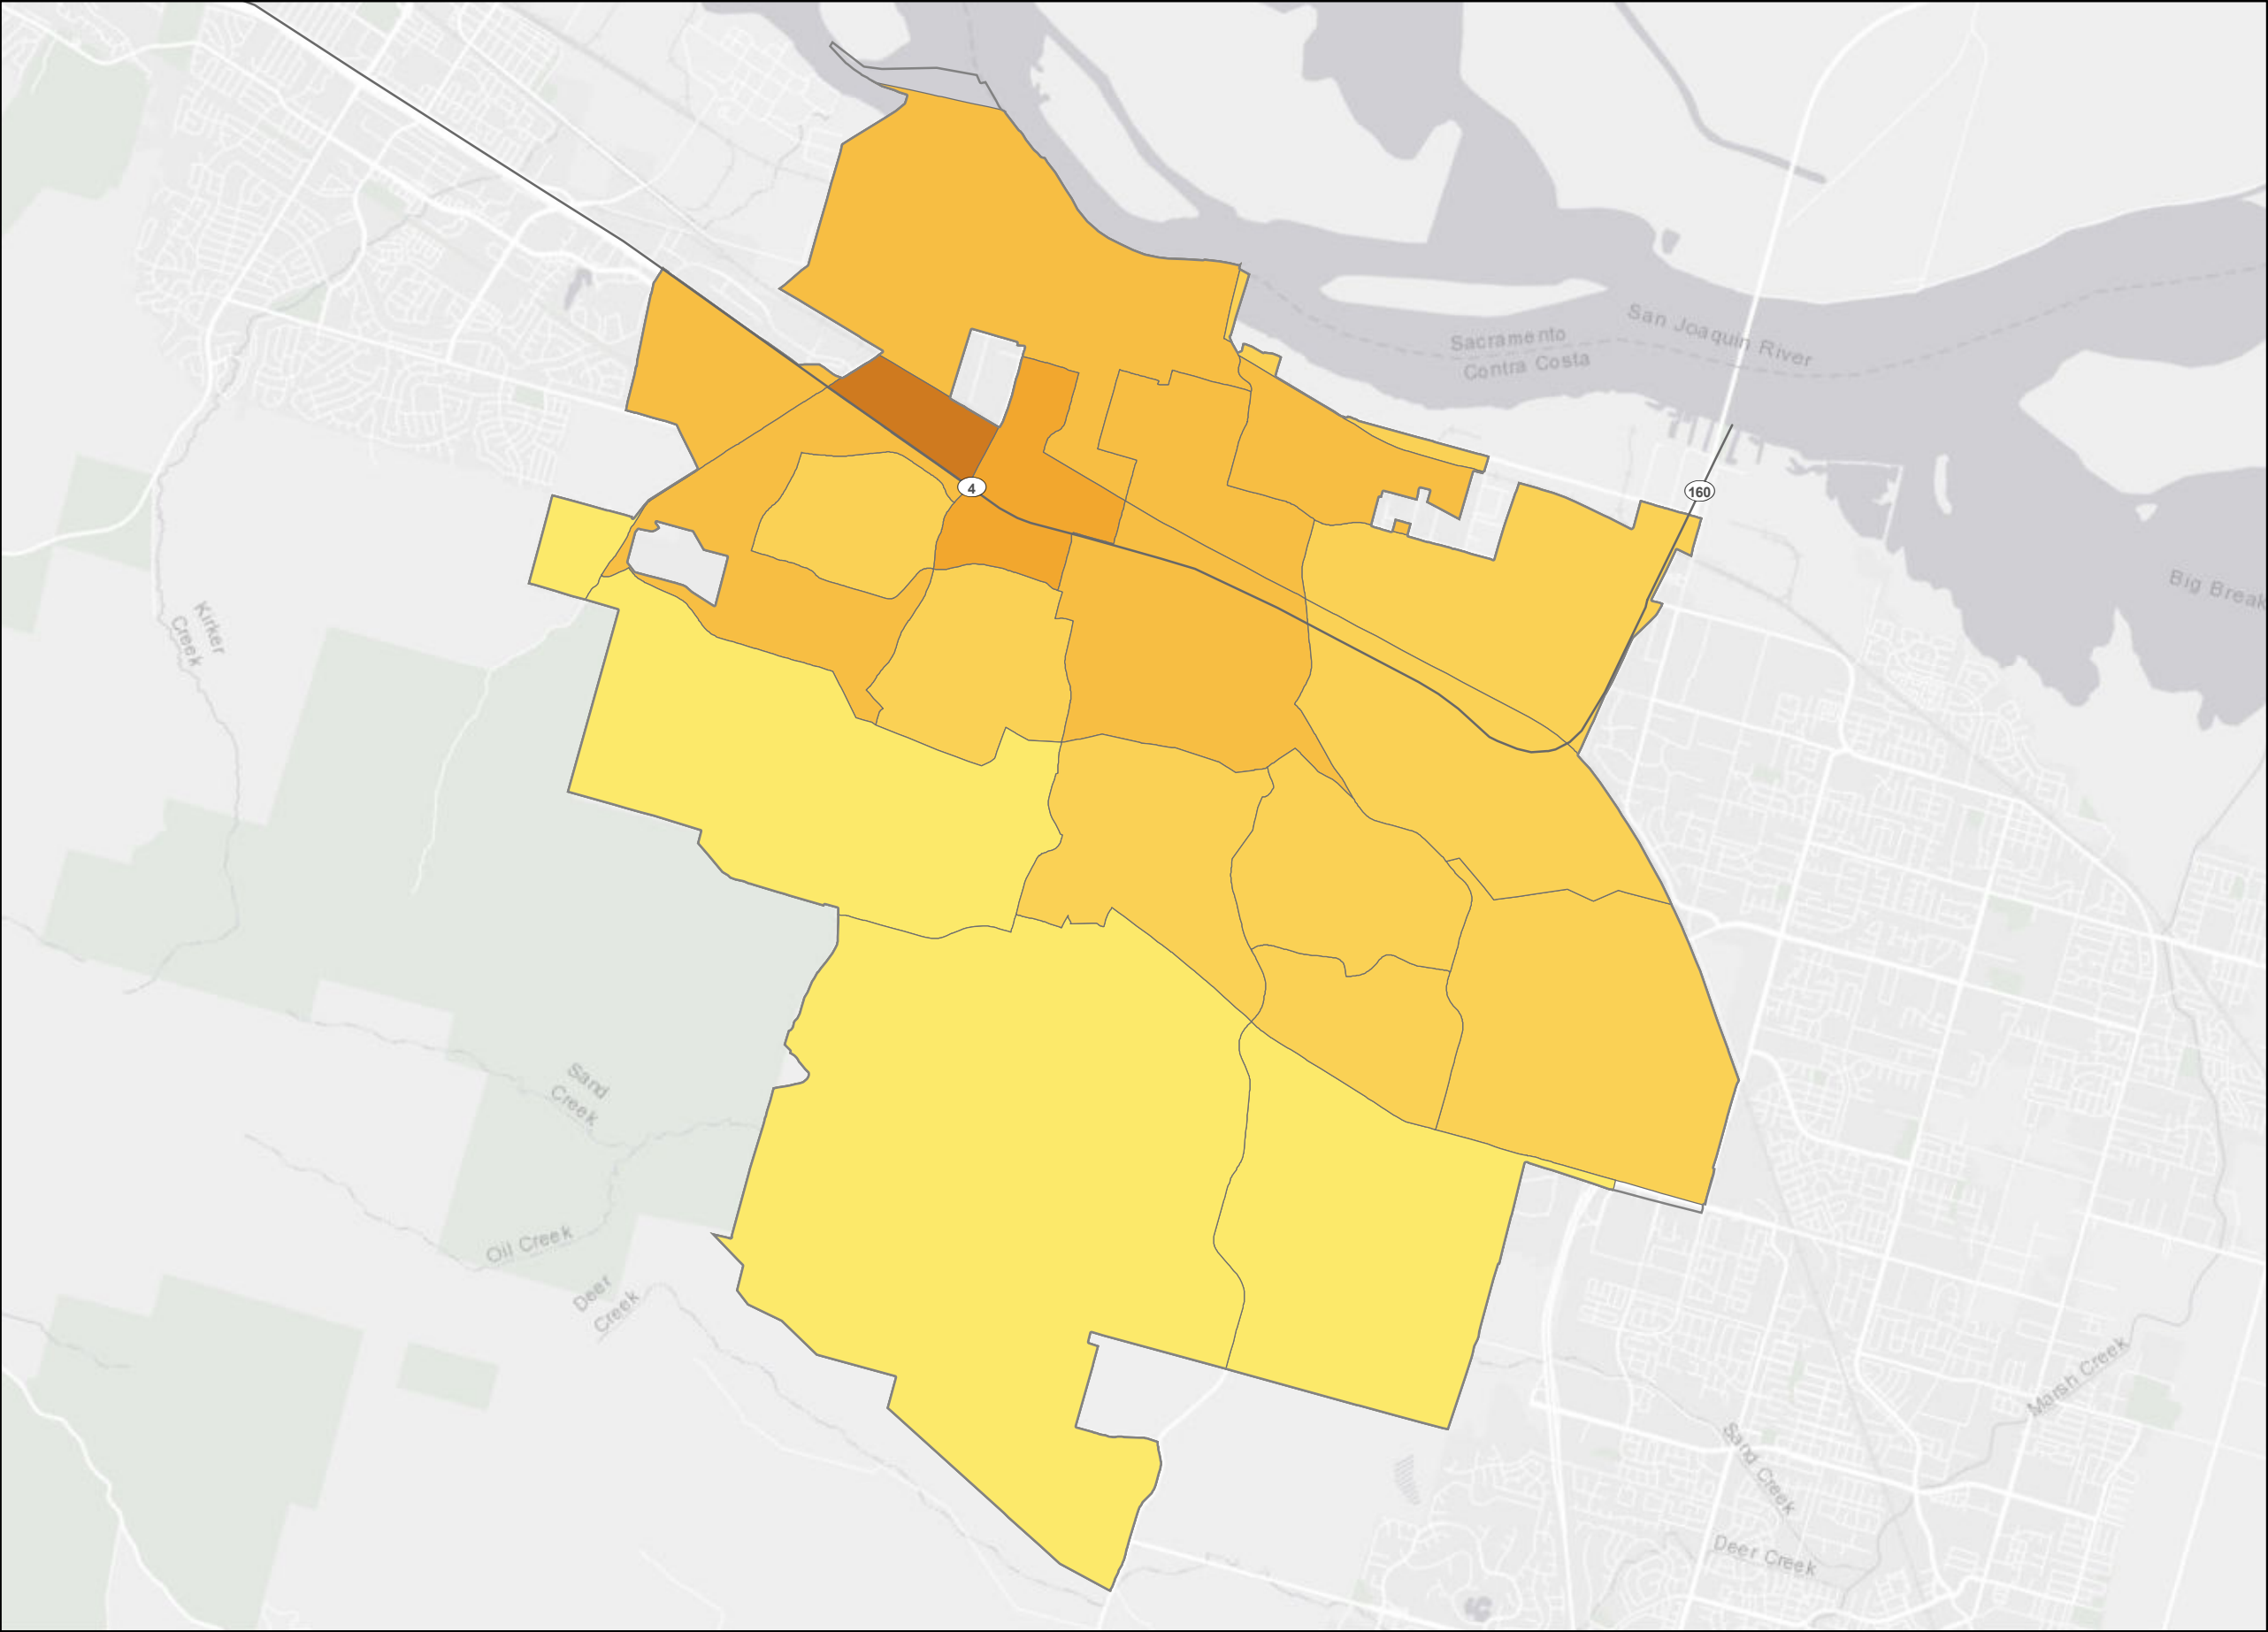 San Joaquin River
Sacramento
Contra Costa
4
160
Big Break
Kirker
Creek
Sand
Creek
Oil Creek
Deer
Creek
Marsh Creek
Sand Creek
Deer Creek